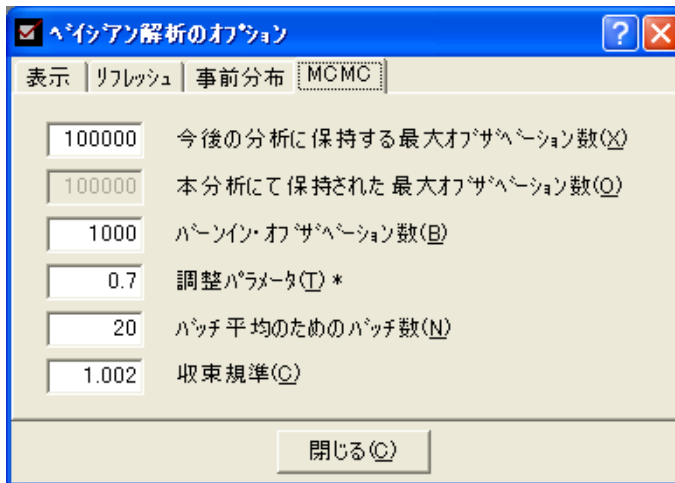 ﾍﾞｲｼﾞｱﾝ解析のｵﾌﾟｼｮﾝ
表示 ﾘﾌﾚｯｼｭ 事前分布 MCMC
100000 今後の分析に保持する最大ｵﾌﾞｻﾞﾍﾞｰｼｮﾝ数(X)
100000 本分析にて保持された最大ｵﾌﾞｻﾞﾍﾞｰｼｮﾝ数(O)
1000 ﾊﾞｰﾝｲﾝ･ｵﾌﾞｻﾞﾍﾞｰｼｮﾝ数(B)
0.7 調整ﾊﾟﾗﾒｰﾀ(T) *
20 ﾊﾞｯﾁ平均のためのﾊﾞｯﾁ数(N)
1.002 収束規準(C)
閉じる(C)